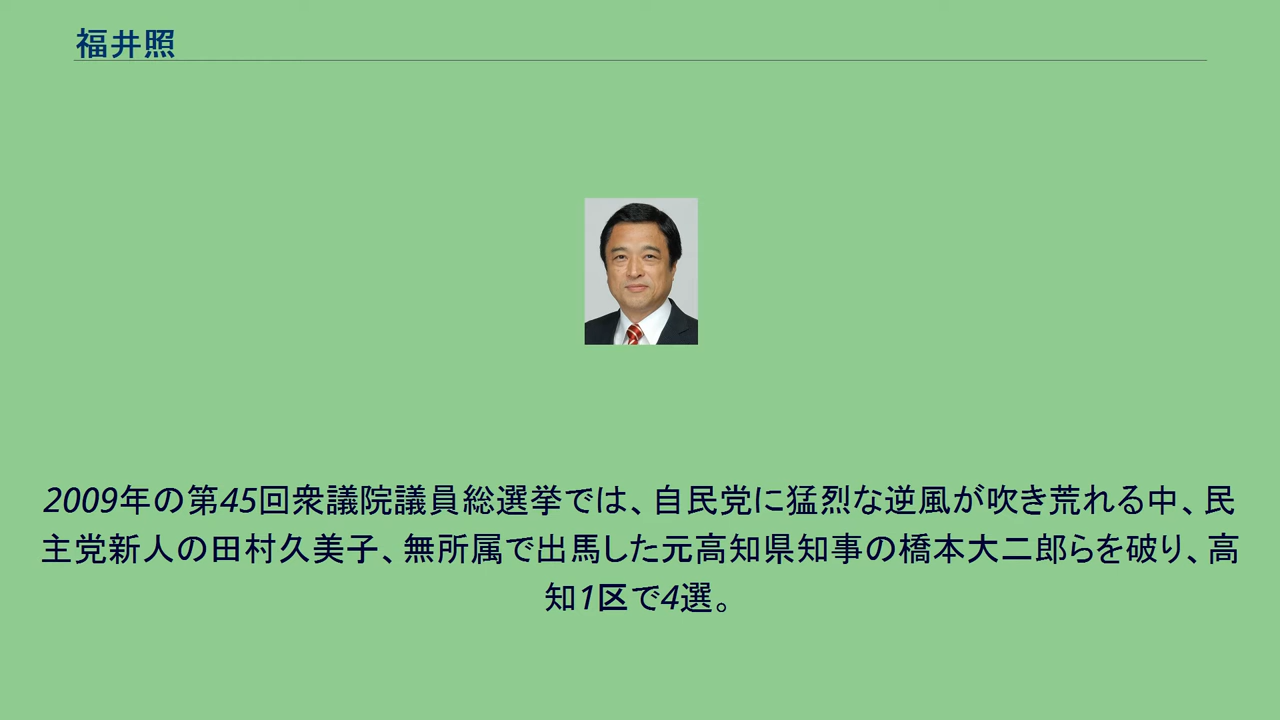 福井照
2009年の第45回衆議院議員総選挙では、自民党に猛烈な逆風が吹き荒れる中、民
主党新人の田村久美子、無所属で出馬した元高知県知事の橋本大二郎らを破り、高
知1区で4選。